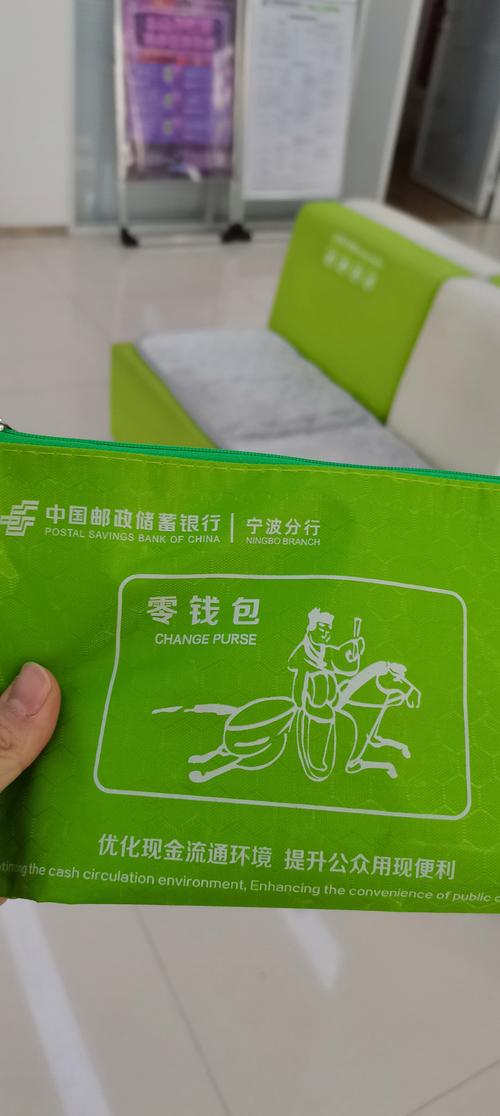 中国邮政储蓄银行
POSTAL SAVINGS BANK OF CHINA
宁波分行
NINGBO BRANCH
零钱包
CHANGE PURSE
优化现金流通环境 提升公众用现便利
the cash circulation environment, Enhancing the convenience of public